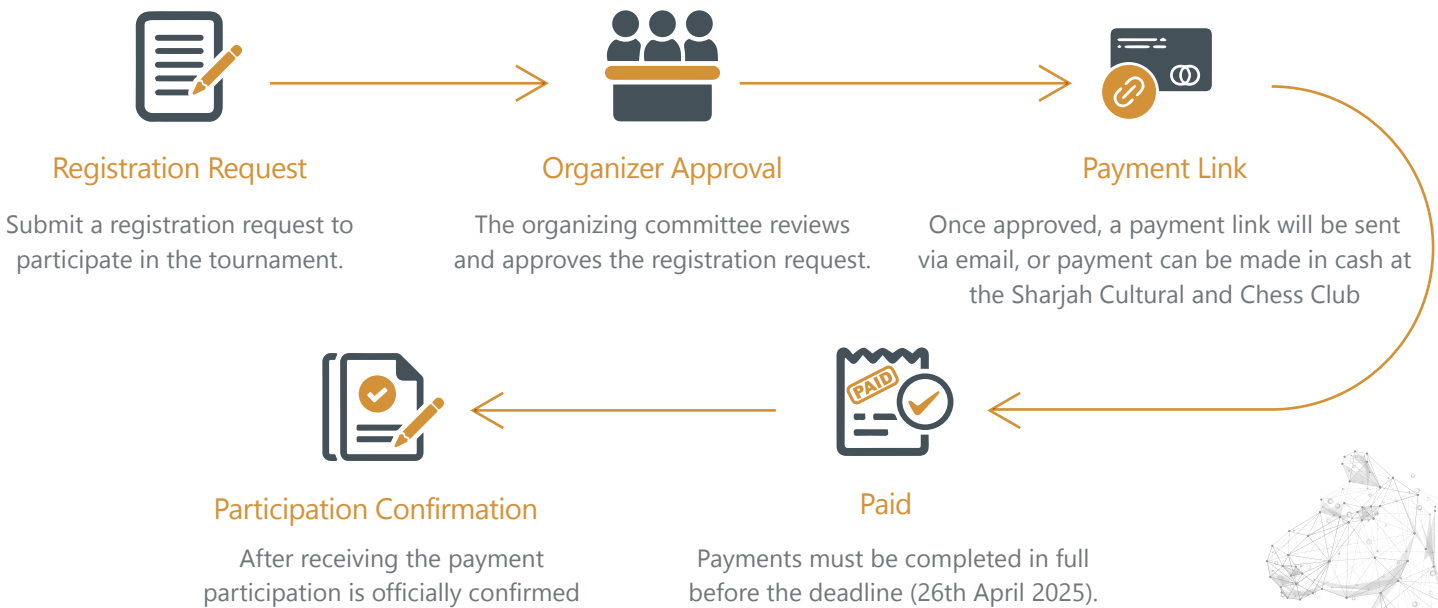 Registration Request
Submit a registration request to
participate in the tournament.
Organizer Approval
The organizing committee reviews
and approves the registration request.
Payment Link
Once approved, a payment link will be sent
via email, or payment can be made in cash at
the Sharjah Cultural and Chess Club
PAID
Paid
Payments must be completed in full
before the deadline (26th April 2025).
Participation Confirmation
After receiving the payment
participation is officially confirmed